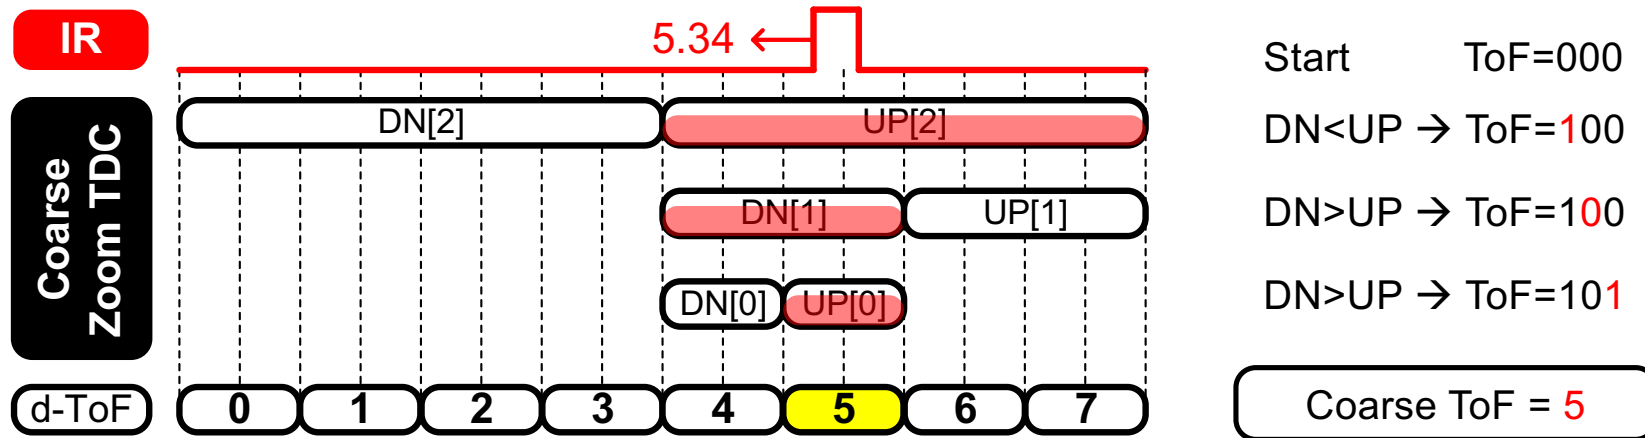 IR
5.34 ←
Start ToF=000
Coarse
Zoom TDC
DN[2] UP[2]
DN<UP → ToF=100
DN[1] UP[1]
DN>UP → ToF=100
DN[0] UP[0]
DN>UP → ToF=101
d-ToF 0 1 2 3 4 5 6 7
Coarse ToF = 5